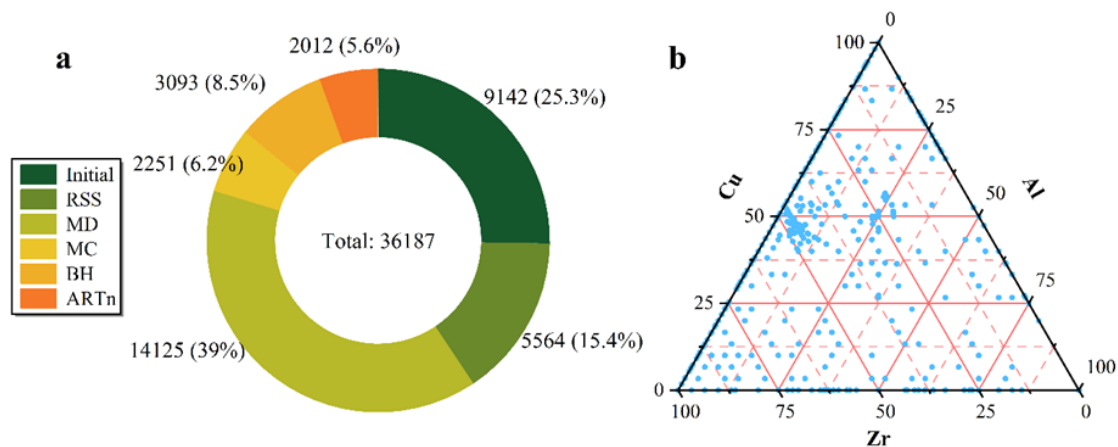 a
2012 (5.6%)
3093 (8.5%)
9142 (25.3%)
2251 (6.2%)
Initial
RSS
MD
MC
BH
ARTn
Total: 36187
14125 (39%)
5564 (15.4%)
b
0
100
25
75
Cu
Al
50
50
75
25
100
0
100
75
50
25
0
Zr